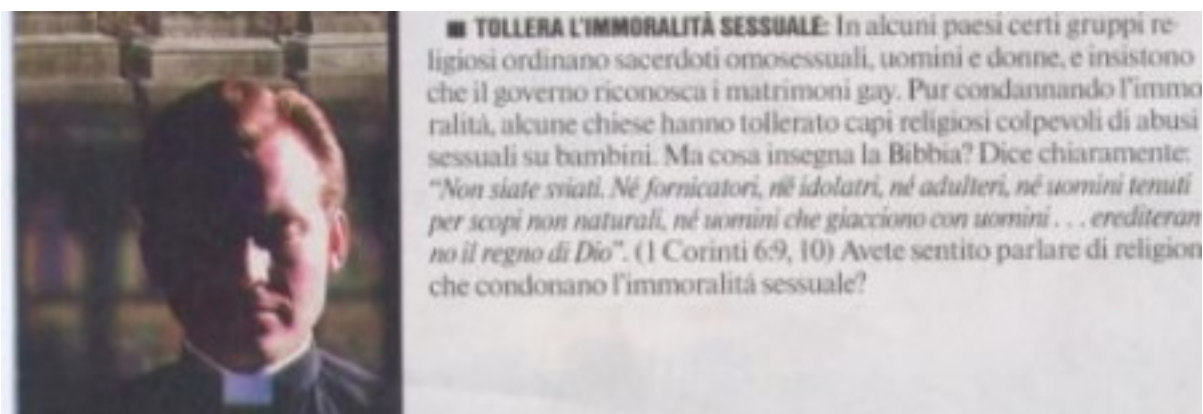 ■ TOLLERA L'IMMORALITÀ SESSUALE: In alcuni paesi certi gruppi re-
ligiosi ordinano sacerdoti omosessuali, uomini e donne, e insistono
che il governo riconosca i matrimoni gay. Pur condannando l'immo
ralità, alcune chiese hanno tollerato capi religiosi colpevoli di abusi
sessuali su bambini. Ma cosa insegna la Bibbia? Dice chiaramente:
“Non siate sviati. Né fornicatori, né idolatri, né adulteri, né uomini tenuti
per scopi non naturali, né uomini che giacciono con uomini . . . erediteran
no il regno di Dio”. (1 Corinti 6:9, 10) Avete sentito parlare di religion
che condonano l'immoralità sessuale?